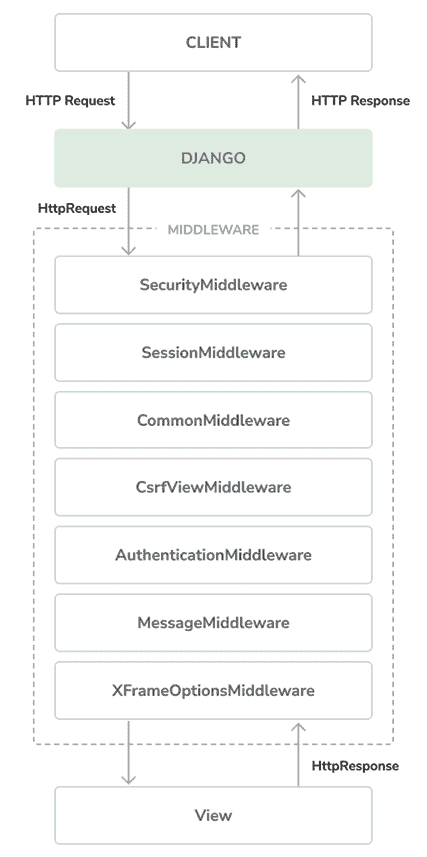 CLIENT
HTTP Request
HTTP Response
DJANGO
HttpRequest
MIDDLEWARE
SecurityMiddleware
SessionMiddleware
CommonMiddleware
CsrfViewMiddleware
AuthenticationMiddleware
MessageMiddleware
XFrameOptionsMiddleware
HttpResponse
View